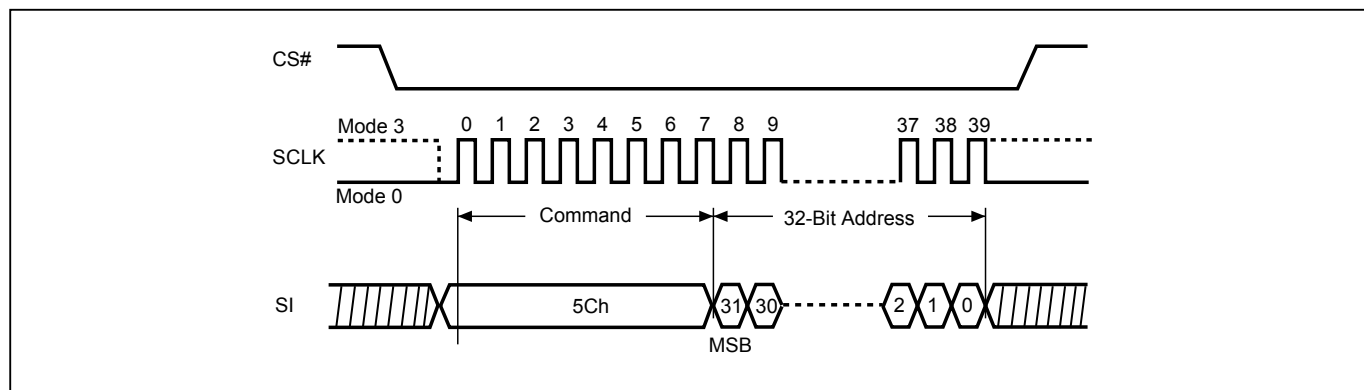 CS#
Mode 3
0 1 2 3 4 5 6 7 8 9 37 38 39
SCLK
Mode 0
Command
32-Bit Address
SI
5Ch
31 30 2 1 0
MSB